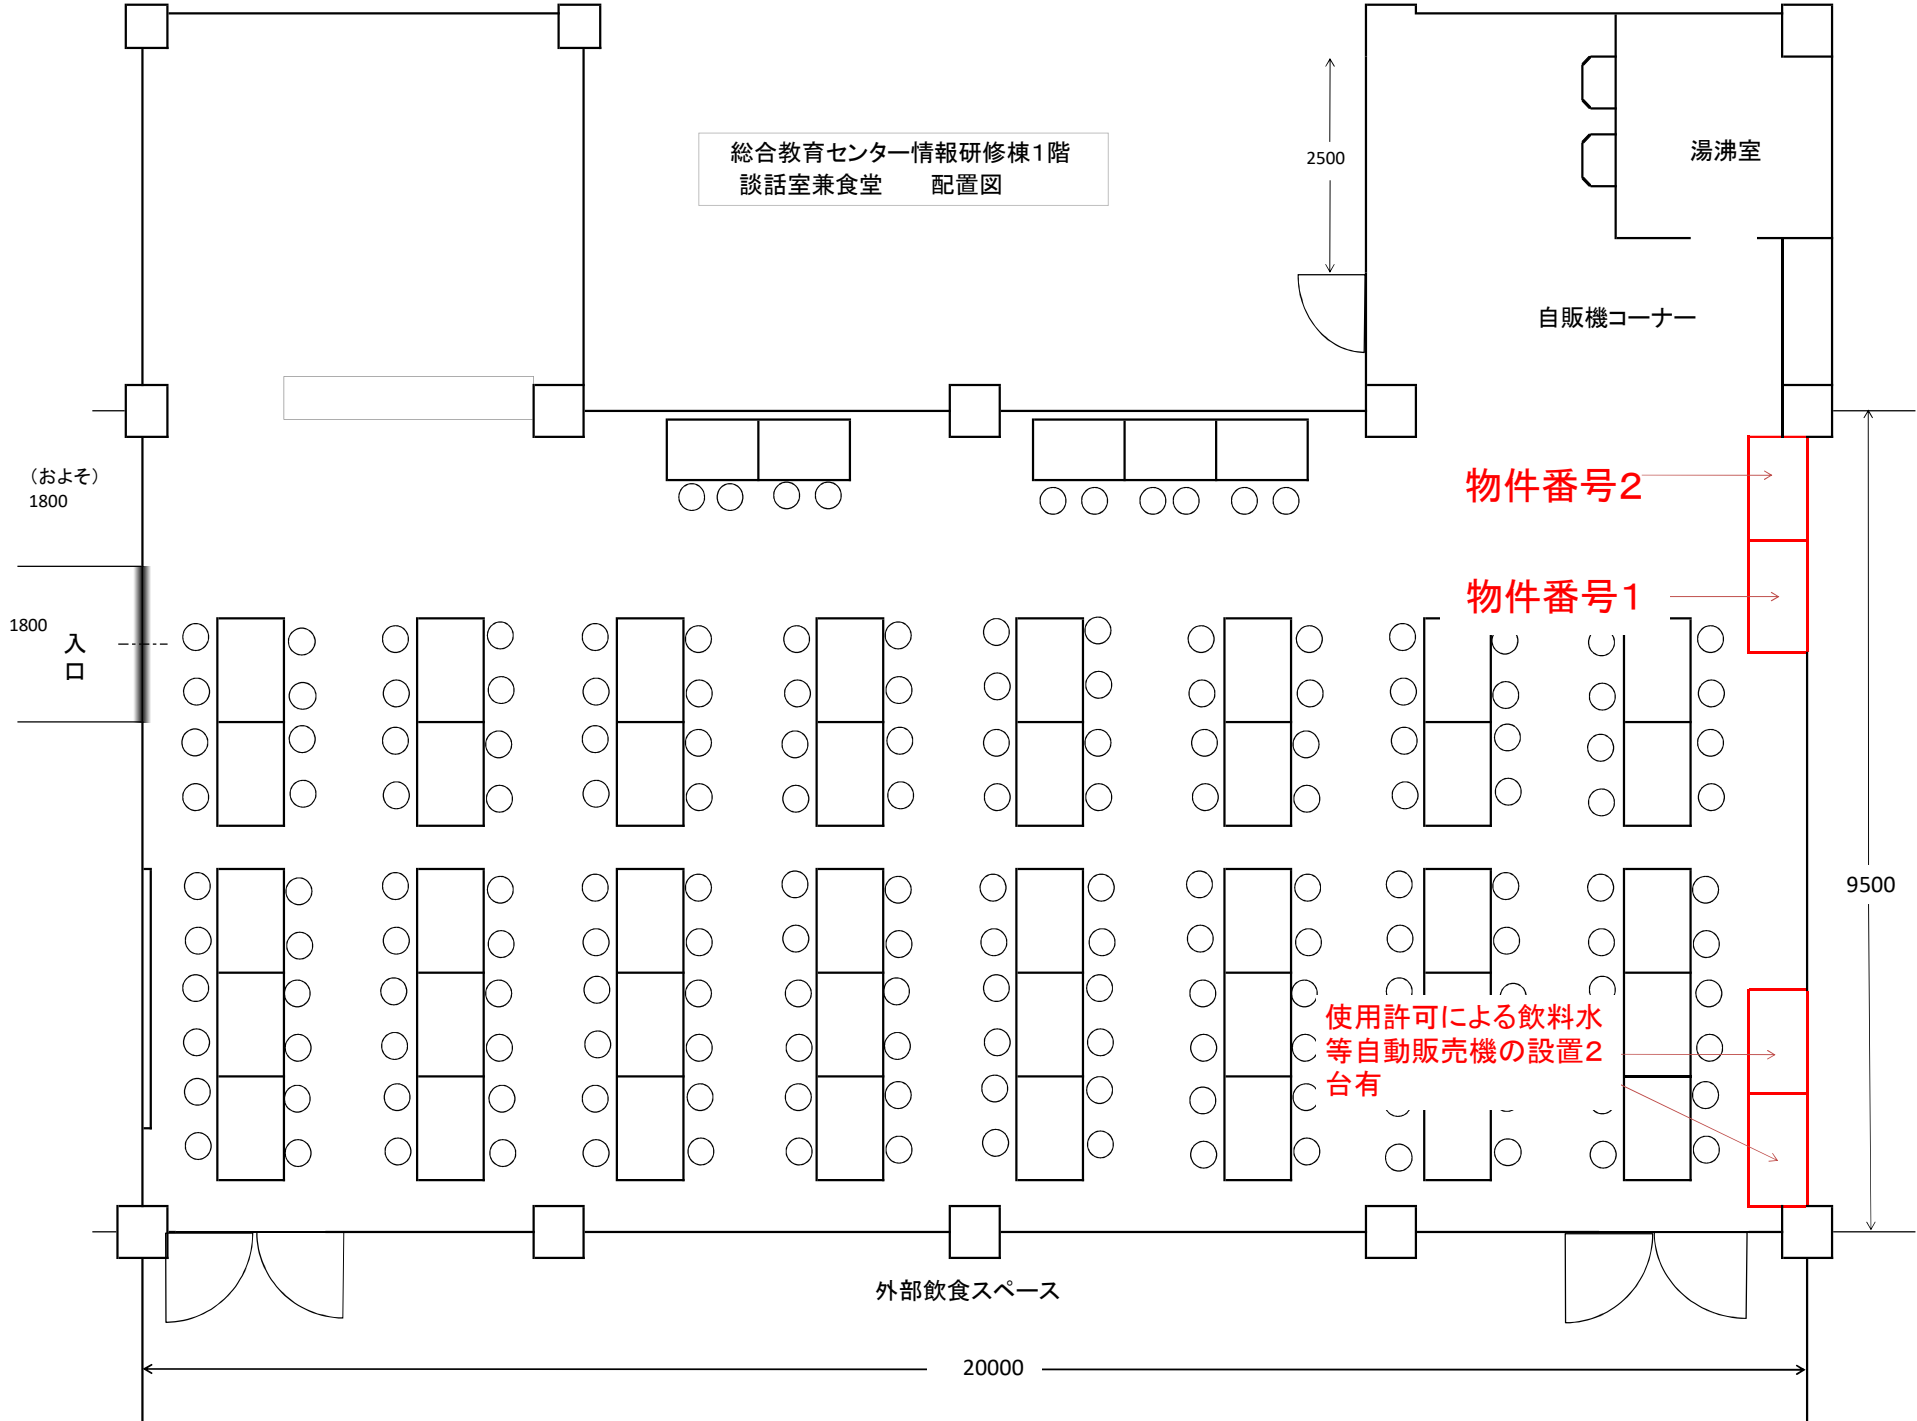 総合教育センター情報研修棟1階
談話室兼食堂　　配置図
2500
湯沸室
自販機コーナー
（およそ）
1800
物件番号2
物件番号1
1800
入
口
9500
使用許可による飲料水
等自動販売機の設置2
台有
外部飲食スペース
20000